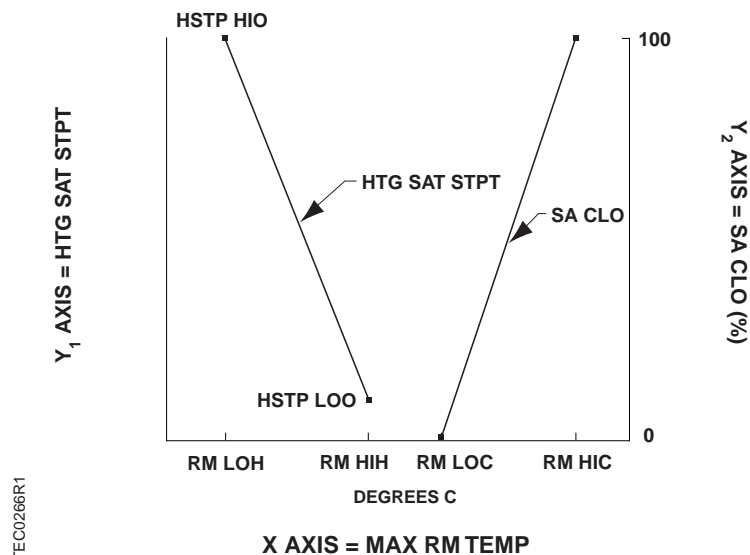 HSTP HIO
100
HTG SAT STPT
SA CLO
HSTP LOO
0
RM LOH
RM HIH
RM LOC
RM HIC
DEGREES C
X AXIS = MAX RM TEMP
Y1 AXIS = HTG SAT STPT
Y2 AXIS = SA CLO (%)
TEC0266R1